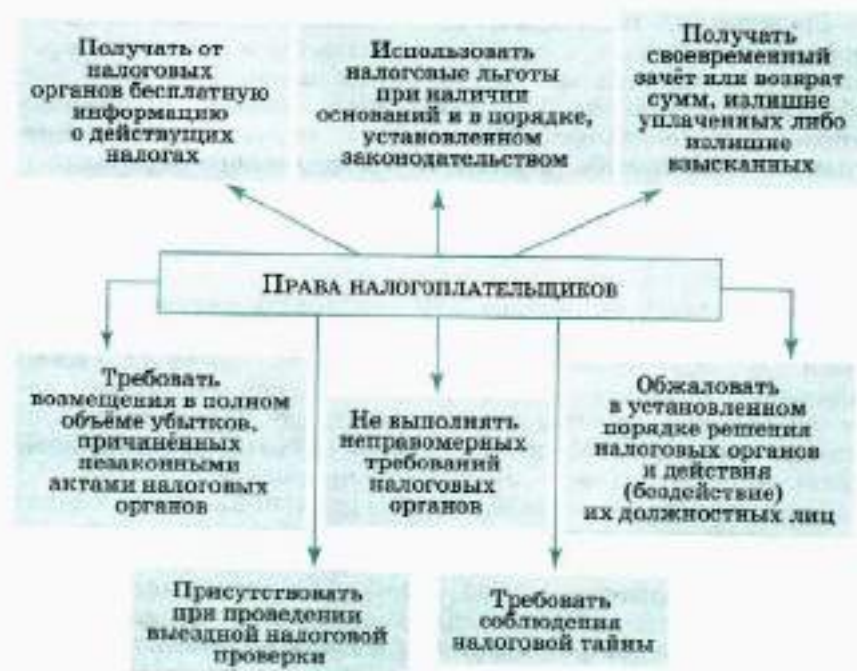 Получать от
налоговых
органов бесплатную
информацию
о действущих
налогах
Использовать
налоговые льготы
при наличии
оснований и в порядке,
установленном
законодательством
Получать
своевременный
зачёт или возврат
сумм, излишне
уплаченных либо
излишне
взысканных
ПРАВА НАЛОГОПЛАТЕЛЬЩИКОВ
Требовать
возмещения в полном
объёме убытков,
причинённых
незаконными
актами налоговых
органов
Не выполнять
неправомерных
требований
налоговых
органов
Обжаловать
в установленном
порядке решения
налоговых органов
и действия
(бездействие)
их должностных лиц
Присутствовать
при проведении
выездной налоговой
проверки
Требовать
соблюдения
налоговой тайны